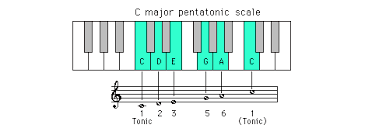 C major pentatonic scale
C D E G A C
1 2 3 5 6 1
Tonic (Tonic)